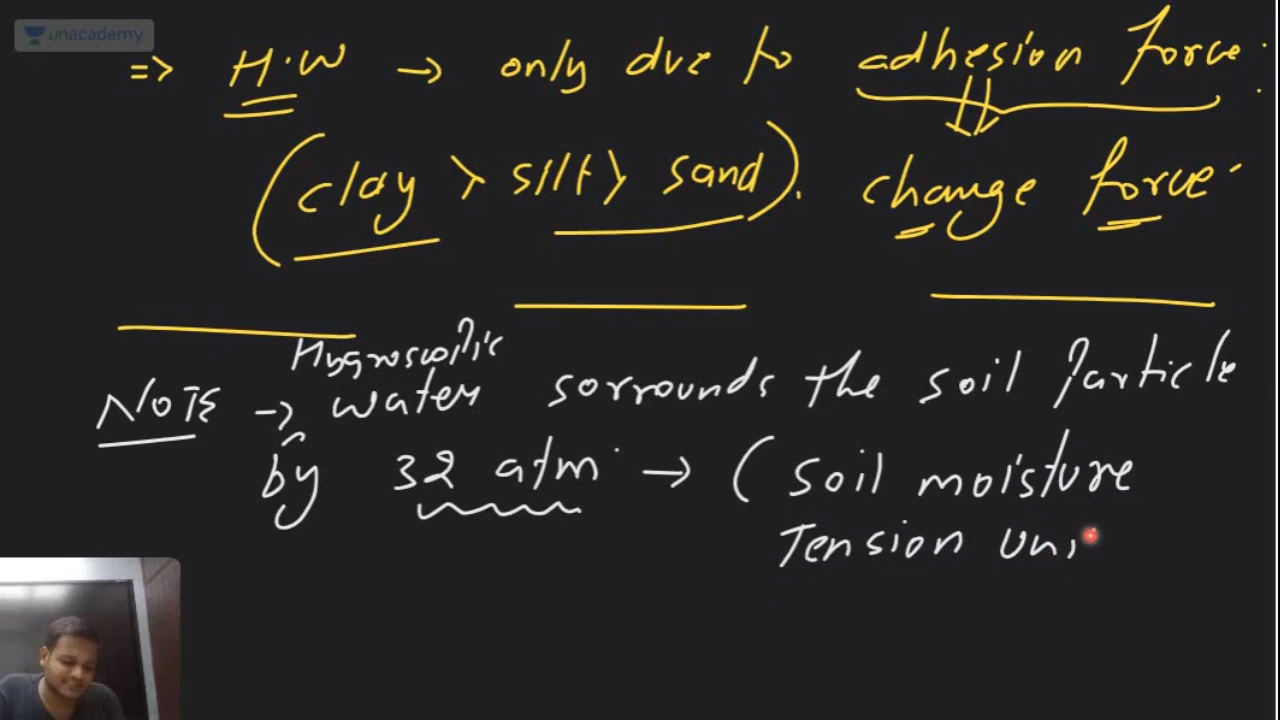 unacademy
=> H.W → only due to adhesion force.
(clay > silt > sand). change force.
NOTE → Hygroscopic water sorrounds the soil Particle
by 32 atm → (Soil moisture
Tension uni